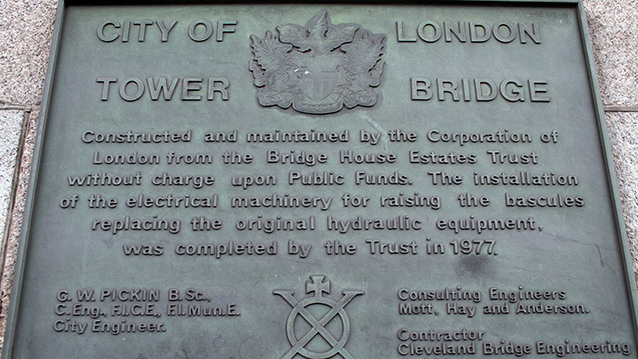 CITY OF LONDON
TOWER BRIDGE
Constructed and maintained by the Corporation of
London from the Bridge House Estates Trust
without charge upon Public Funds. The installation
of the electrical machinery for raising the bascules
replacing the original hydraulic equipment,
was completed by the Trust in 1977.
G. W. PICKIN B.Sc.,
C.Eng., F.I.C.E., F.I.Mun.E.
City Engineer.
Consulting Engineers
Mott, Hay and Anderson.
Contractor
Cleveland Bridge Engineering